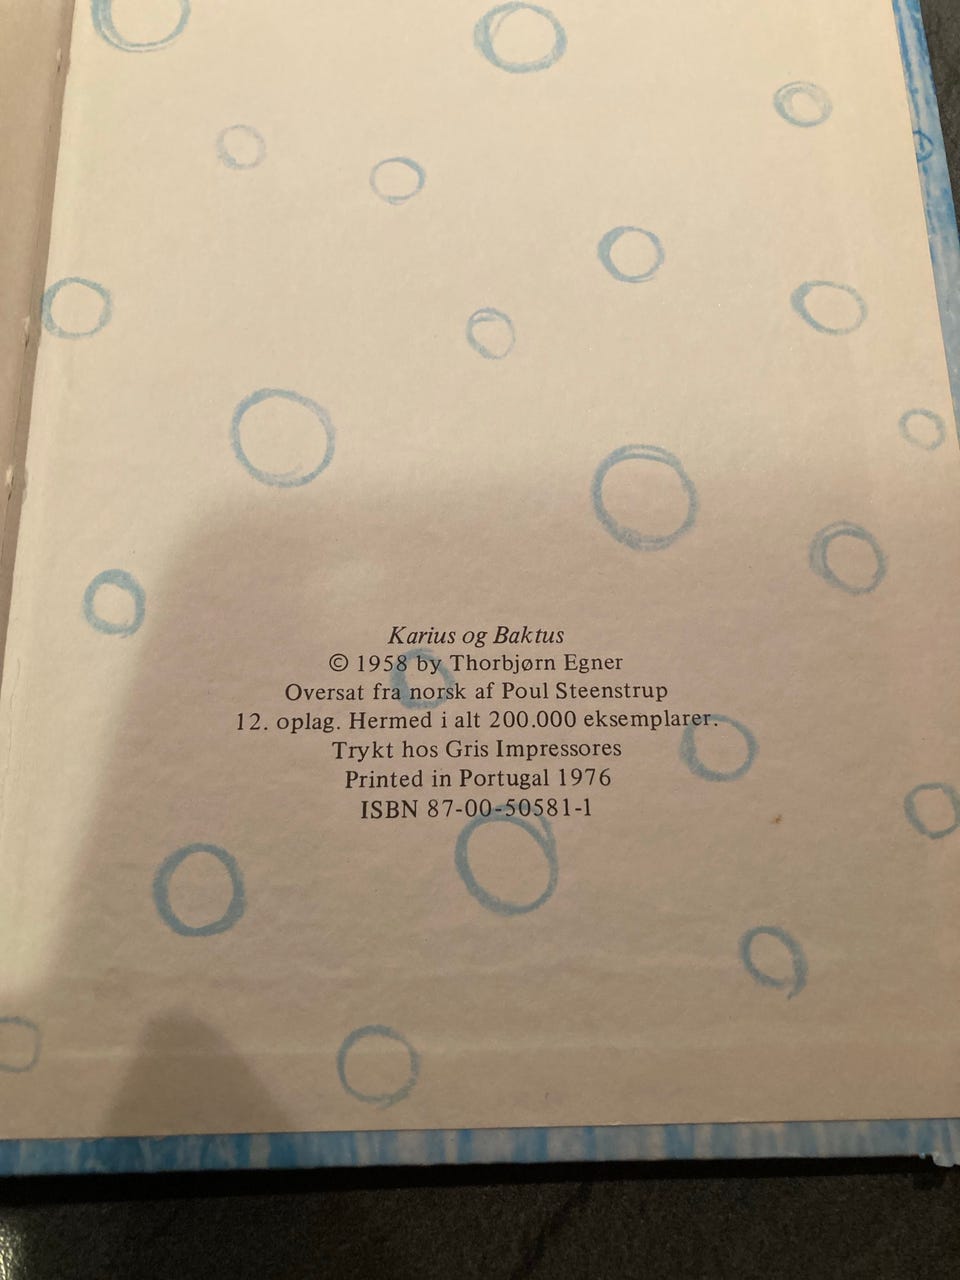 Karius og Baktus
© 1958 by Thorbjørn Egner
Oversat fra norsk af Poul Steenstrup
12. oplag. Hermed i alt 200.000 eksemplarer.
Trykt hos Gris Impressores
Printed in Portugal 1976
ISBN 87-00-50581-1